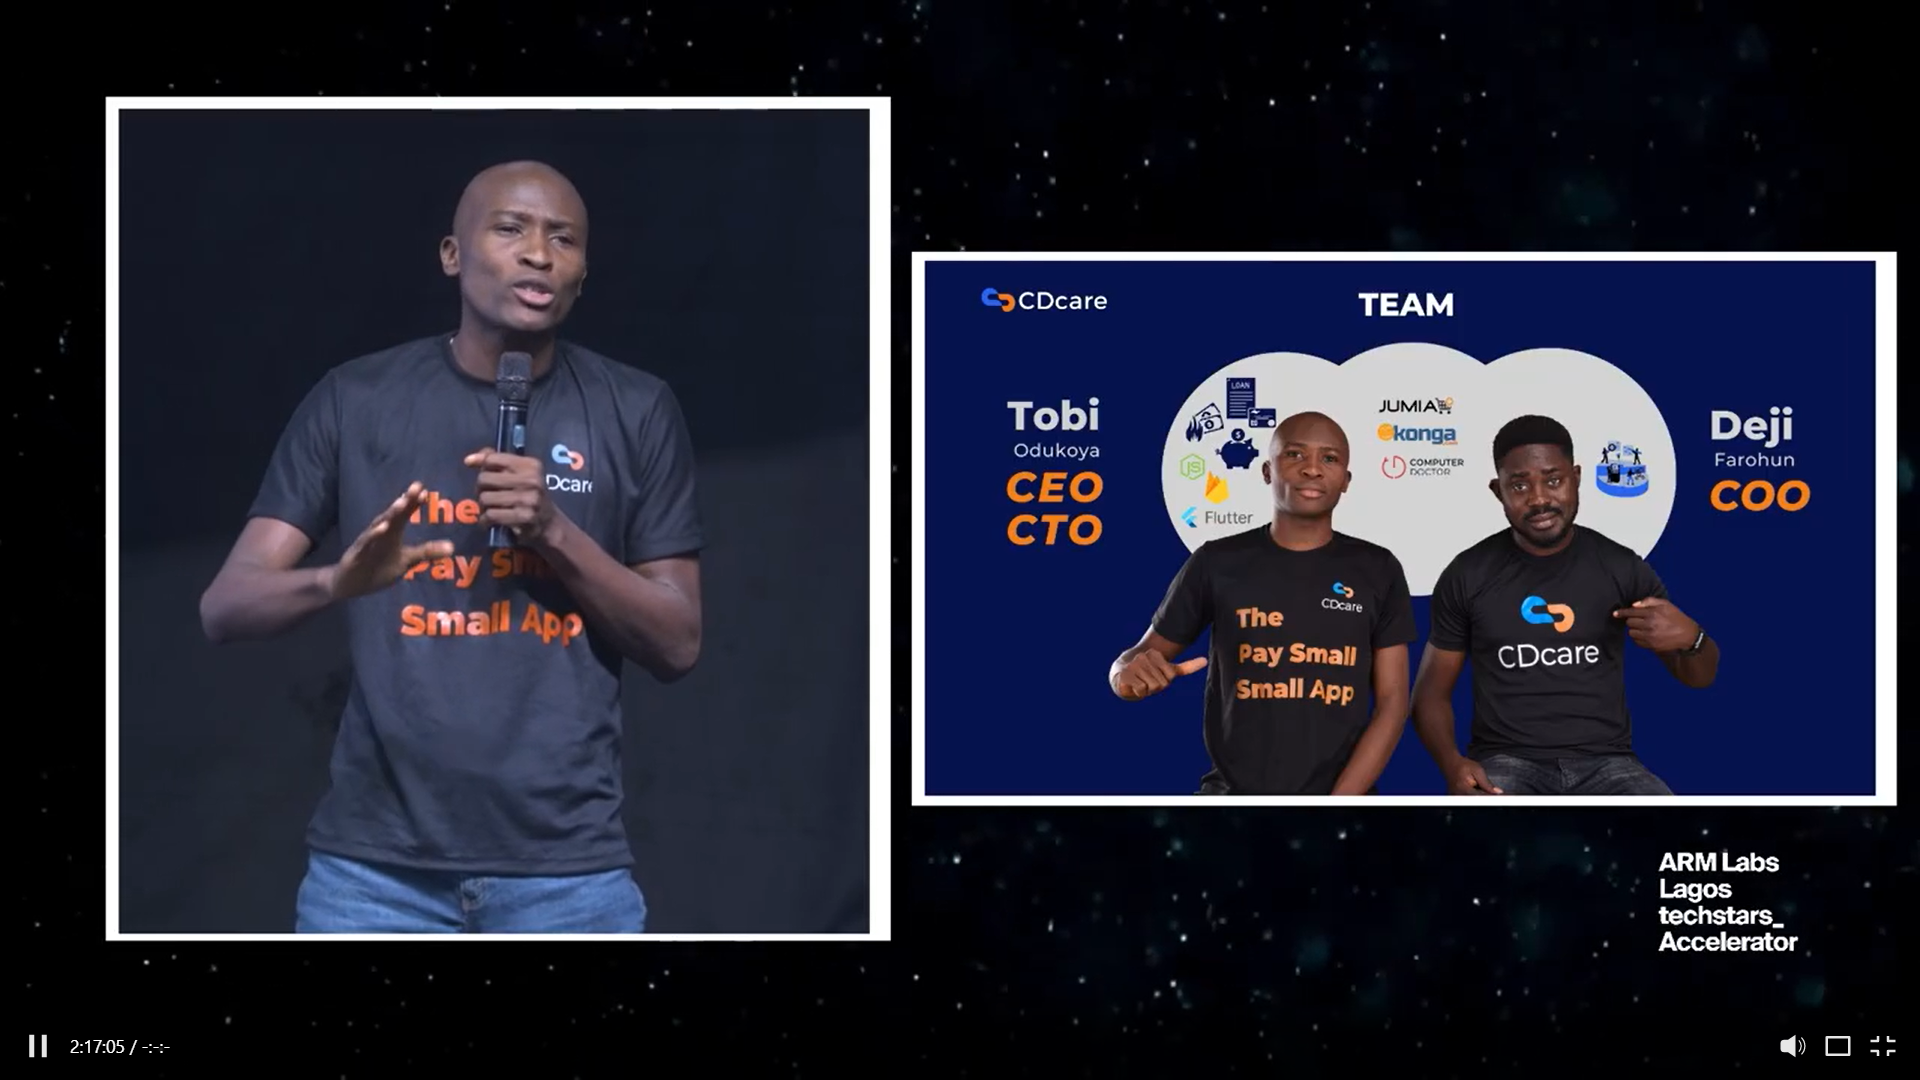 Dcare
The
Pay Sm
Small App
CDcare
TEAM
Tobi
Odukoya
CEO
CTO
LOAN
JS
Flutter
JUMIA
konga
COMPUTER
DOCTOR
Deji
Farohun
COO
CDcare
The
Pay Small
Small App
CDcare
ARM Labs
Lagos
techstars_
Accelerator
2:17:05 / -:-:-